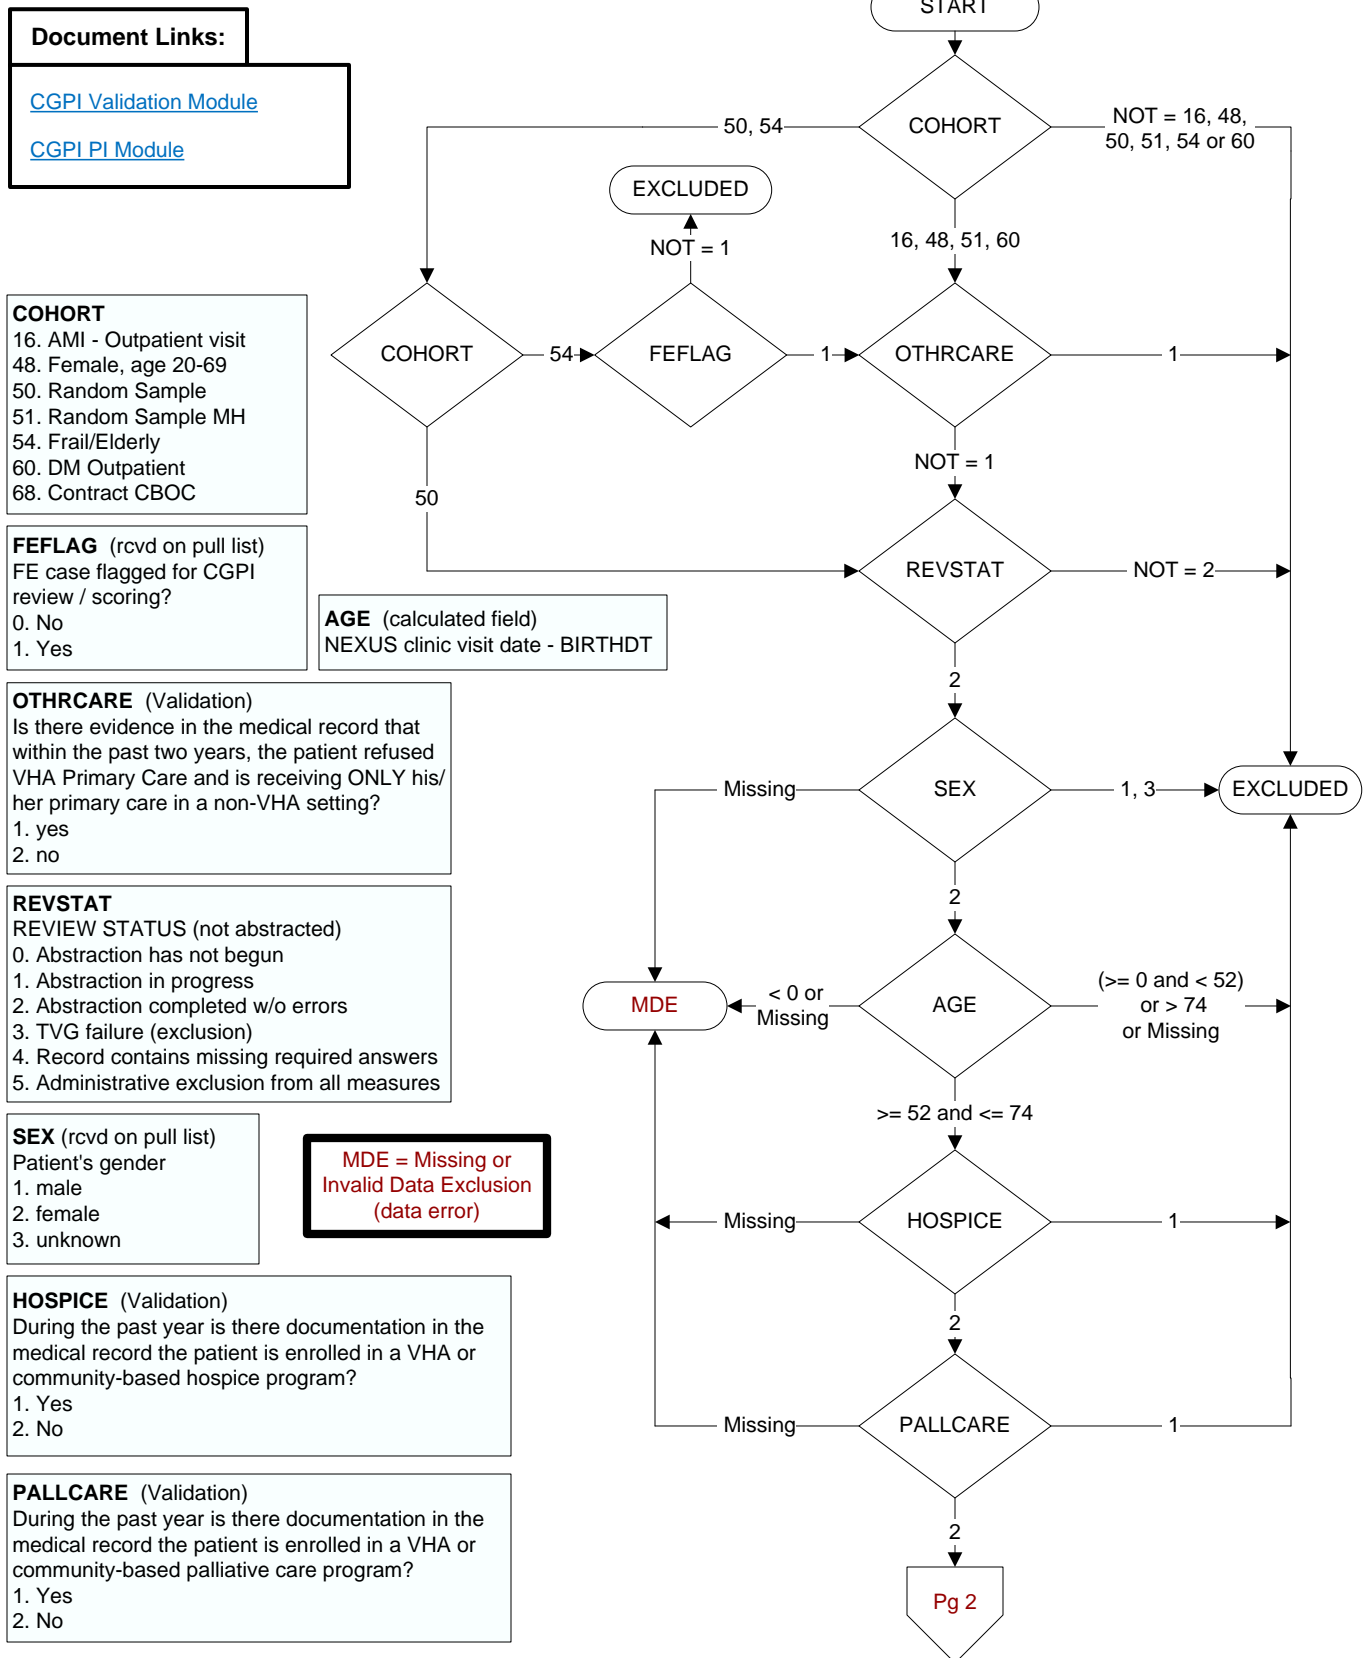 START
Document Links:
CGPI Validation Module
CGPI PI Module
COHORT
50, 54
NOT = 16, 48,
50, 51, 54 or 60
EXCLUDED
NOT = 1
16, 48, 51, 60
COHORT
54
FEFLAG
1
OTHRCARE
1
50
NOT = 1
REVSTAT
NOT = 2
2
SEX
Missing
1, 3
EXCLUDED
2
AGE
MDE
< 0 or
Missing
(>= 0 and < 52)
or > 74
or Missing
>= 52 and <= 74
HOSPICE
Missing
1
2
PALLCARE
Missing
1
2
Pg 2
COHORT
16. AMI - Outpatient visit
48. Female, age 20-69
50. Random Sample
51. Random Sample MH
54. Frail/Elderly
60. DM Outpatient
68. Contract CBOC
FEFLAG (rcvd on pull list)
FE case flagged for CGPI
review / scoring?
0. No
1. Yes
AGE (calculated field)
NEXUS clinic visit date - BIRTHDT
OTHRCARE (Validation)
Is there evidence in the medical record that
within the past two years, the patient refused
VHA Primary Care and is receiving ONLY his/
her primary care in a non-VHA setting?
1. yes
2. no
REVSTAT
REVIEW STATUS (not abstracted)
0. Abstraction has not begun
1. Abstraction in progress
2. Abstraction completed w/o errors
3. TVG failure (exclusion)
4. Record contains missing required answers
5. Administrative exclusion from all measures
SEX (rcvd on pull list)
Patient's gender
1. male
2. female
3. unknown
MDE = Missing or
Invalid Data Exclusion
(data error)
HOSPICE (Validation)
During the past year is there documentation in the
medical record the patient is enrolled in a VHA or
community-based hospice program?
1. Yes
2. No
PALLCARE (Validation)
During the past year is there documentation in the
medical record the patient is enrolled in a VHA or
community-based palliative care program?
1. Yes
2. No